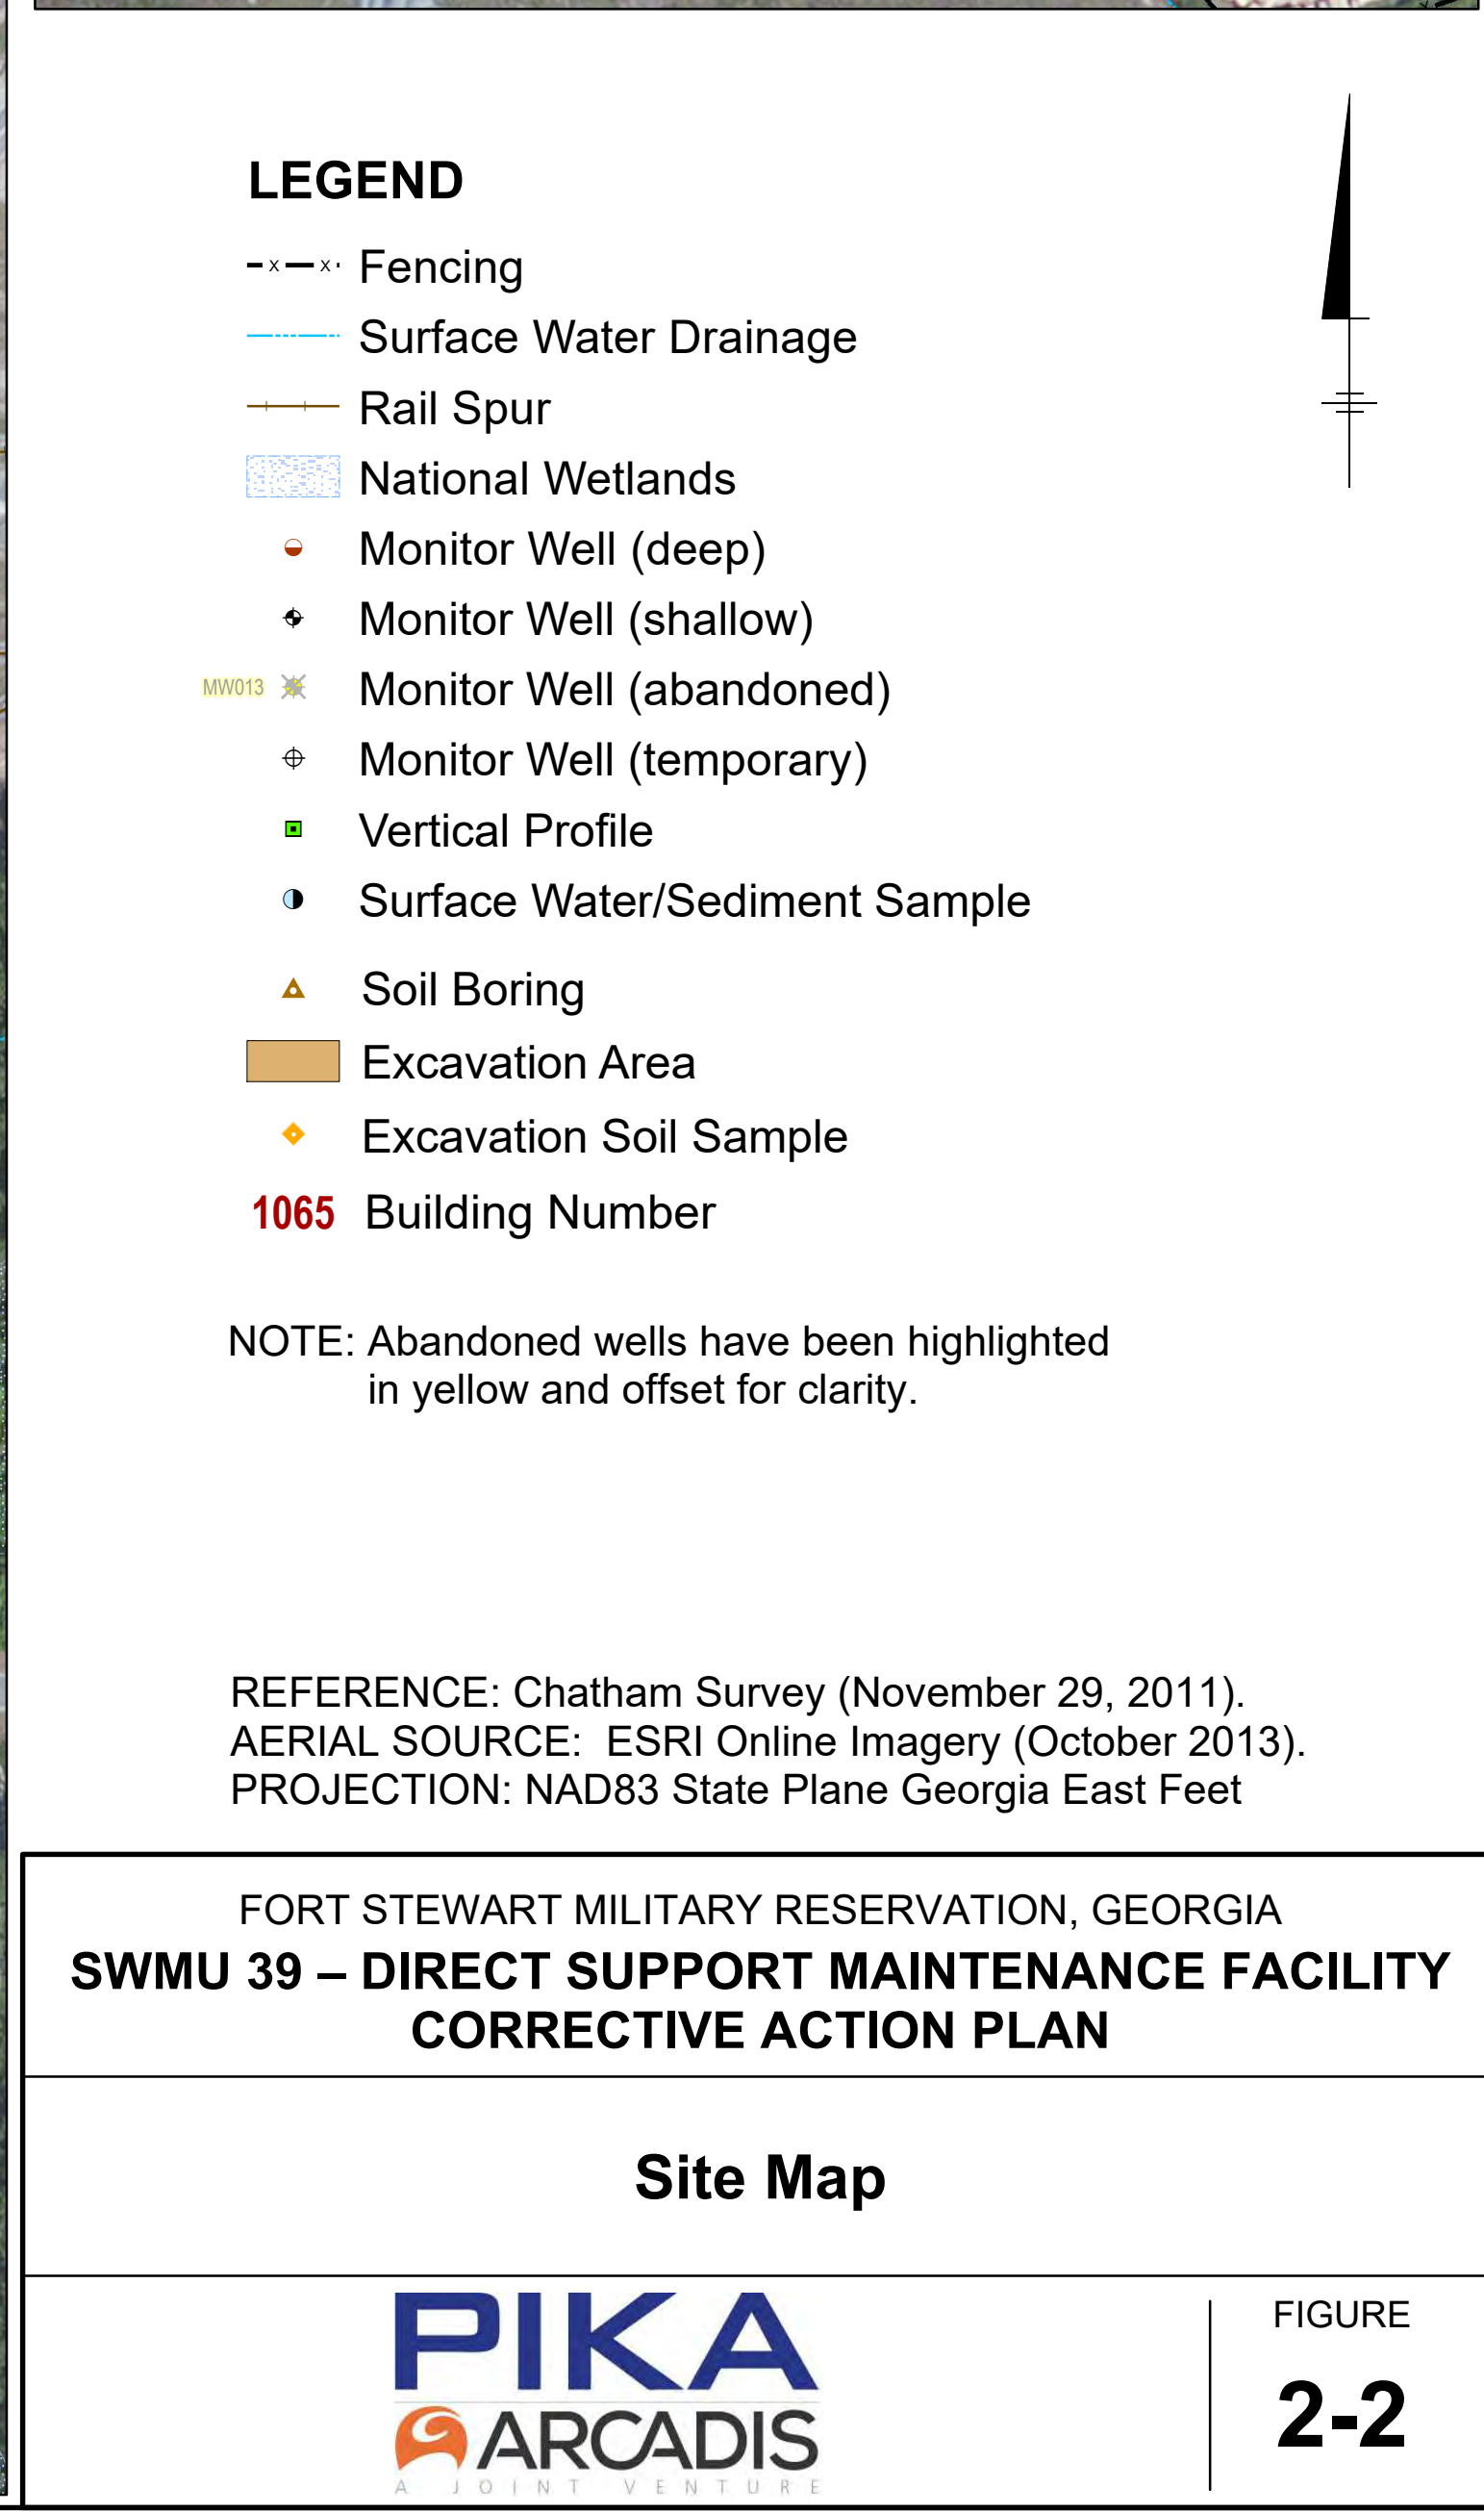 LEGEND
x x Fencing
Surface Water Drainage
Rail Spur
National Wetlands
Monitor Well (deep)
Monitor Well (shallow)
MW013 Monitor Well (abandoned)
Monitor Well (temporary)
Vertical Profile
Surface Water/Sediment Sample
Soil Boring
Excavation Area
Excavation Soil Sample
1065 Building Number
NOTE: Abandoned wells have been highlighted
in yellow and offset for clarity.
REFERENCE: Chatham Survey (November 29, 2011).
AERIAL SOURCE: ESRI Online Imagery (October 2013).
PROJECTION: NAD83 State Plane Georgia East Feet
FORT STEWART MILITARY RESERVATION, GEORGIA
SWMU 39 – DIRECT SUPPORT MAINTENANCE FACILITY
CORRECTIVE ACTION PLAN
Site Map
PIKA
ARCADIS
A JOINT VENTURE
FIGURE
2-2